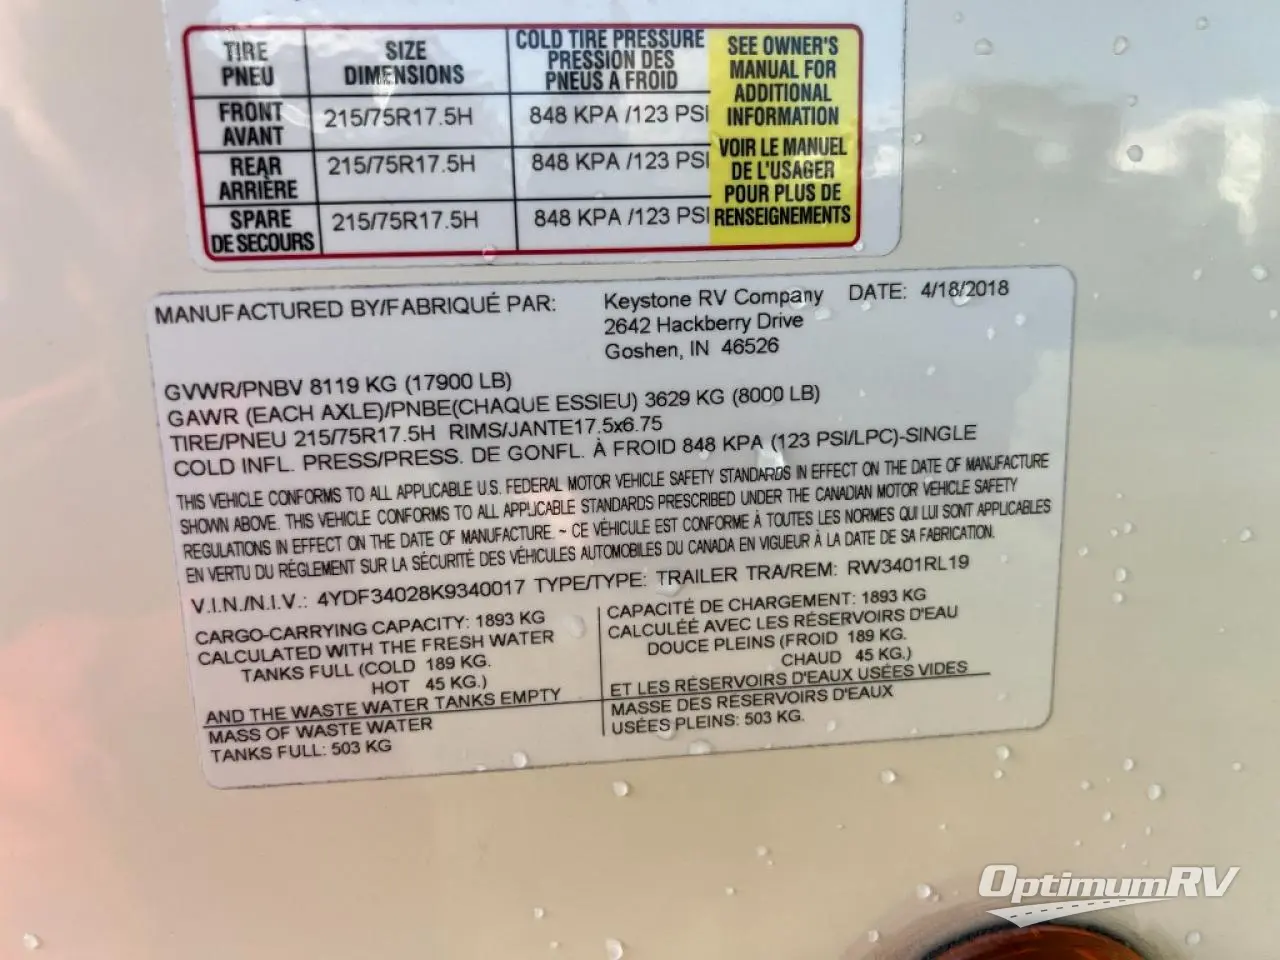 TIRE SIZE COLD TIRE PRESSURE
PNEU DIMENSIONS PRESSION DES
PNEUS A FROID
FRONT 215/75R17.5H 848 KPA /123 PSI
AVANT
REAR 215/75R17.5H 848 KPA /123 PSI
ARRIÈRE
SPARE 215/75R17.5H 848 KPA /123 PSI
DE SECOURS
SEE OWNER'S
MANUAL FOR
ADDITIONAL
INFORMATION
VOIR LE MANUEL
DE L'USAGER
POUR PLUS DE
RENSEIGNEMENTS
MANUFACTURED BY/FABRIQUÉ PAR: Keystone RV Company DATE: 4/18/2018
2642 Hackberry Drive
Goshen, IN 46526
GVWR/PNBV 8119 KG (17900 LB)
GAWR (EACH AXLE)/PNBE(CHAQUE ESSIEU) 3629 KG (8000 LB)
TIRE/PNEU 215/75R17.5H RIMS/JANTE17.5x6.75
COLD INFL. PRESS/PRESS. DE GONFL. À FROID 848 KPA (123 PSI/LPC)-SINGLE
THIS VEHICLE CONFORMS TO ALL APPLICABLE U.S. FEDERAL MOTOR VEHICLE SAFETY STANDARDS IN EFFECT ON THE DATE OF MANUFACTURE
SHOWN ABOVE. THIS VEHICLE CONFORMS TO ALL APPLICABLE STANDARDS PRESCRIBED UNDER THE CANADIAN MOTOR VEHICLE SAFETY
REGULATIONS IN EFFECT ON THE DATE OF MANUFACTURE. ~ CE VÉHICULE EST CONFORME À TOUTES LES NORMES QUI LUI SONT APPLICABLES
EN VERTU DU RÉGLEMENT SUR LA SÉCURITÉ DES VÉHICULES AUTOMOBILES DU CANADA EN VIGUEUR À LA DATE DE SA FABRICATION.
V.I.N./N.I.V.: 4YDF34028K9340017 TYPE/TYPE: TRAILER TRA/REM: RW3401RL19
CARGO-CARRYING CAPACITY: 1893 KG
CALCULATED WITH THE FRESH WATER
TANKS FULL (COLD 189 KG.
HOT 45 KG.)
AND THE WASTE WATER TANKS EMPTY
MASS OF WASTE WATER
TANKS FULL: 503 KG
CAPACITÉ DE CHARGEMENT: 1893 KG
CALCULÉE AVEC LES RÉSERVOIRS D'EAU
DOUCE PLEINS (FROID 189 KG.
CHAUD 45 KG.)
ET LES RÉSERVOIRS D'EAUX USÉES VIDES
MASSE DES RÉSERVOIRS D'EAUX
USÉES PLEINS: 503 KG.
OptimumRV